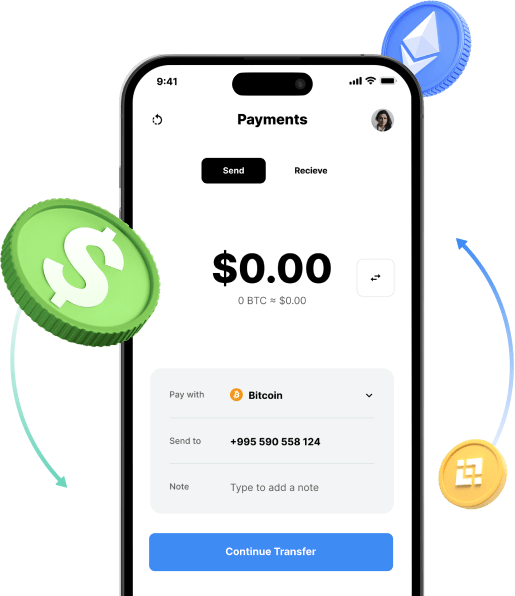 9:41
Payments
Send Recieve
$0.00
0 BTC ≈ $0.00
Pay with Bitcoin
Send to +995 590 558 124
Note Type to add a note
Continue Transfer